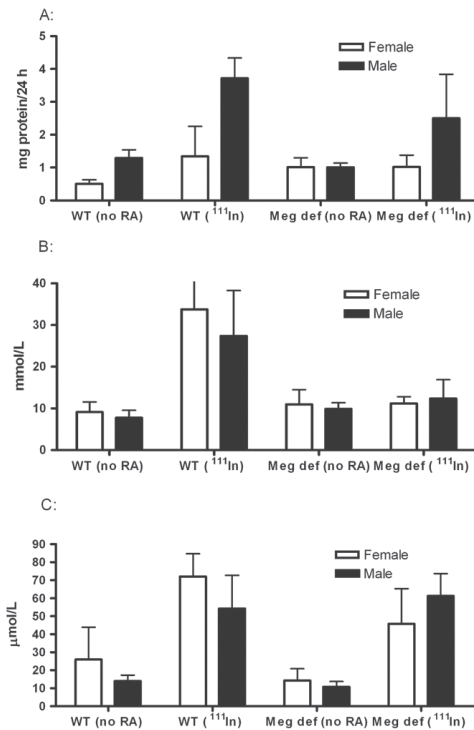 A:
Female
Male
mg protein/24 h
5
4
3
2
1
0
WT (no RA) WT ( ¹¹¹In) Meg def (no RA) Meg def ( ¹¹¹In)
B:
Female
Male
mmol/L
40
30
20
10
0
WT (no RA) WT ( ¹¹¹In) Meg def (no RA) Meg def ( ¹¹¹In)
C:
Female
Male
μmol/L
90
80
70
60
50
40
30
20
10
0
WT (no RA) WT (¹¹¹In) Meg def (no RA) Meg def ( ¹¹¹In)